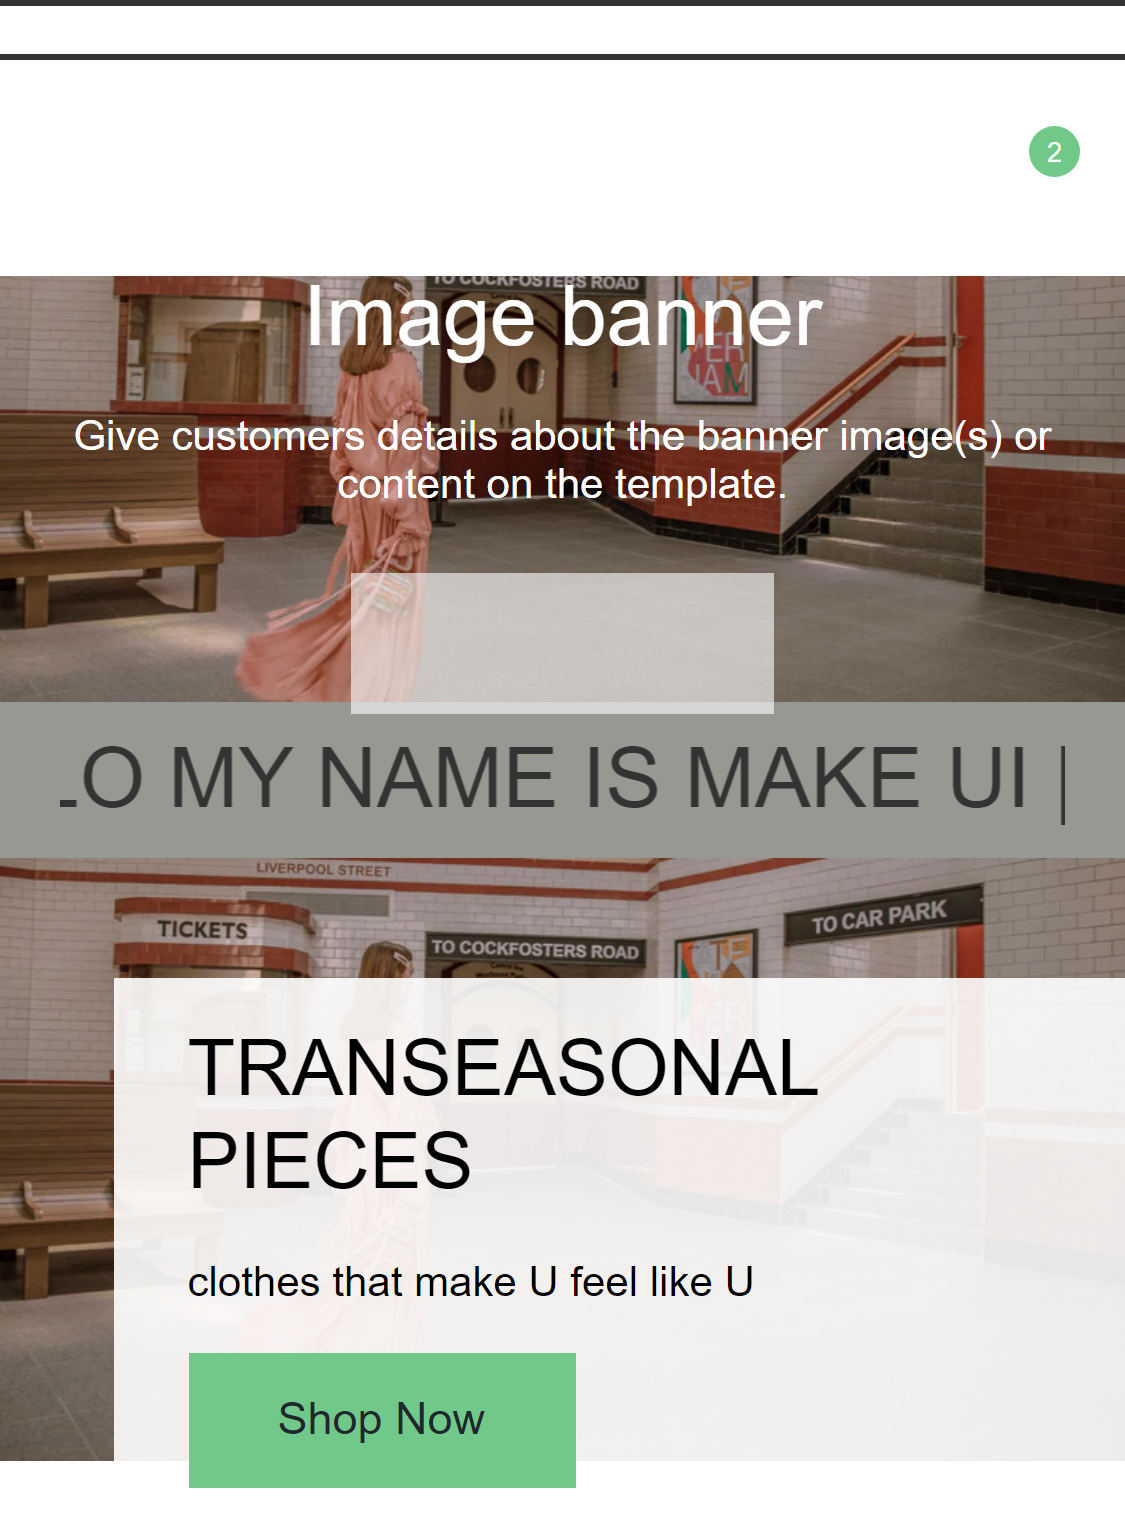 2
TO COCKFOSTERS ROAD
Image banner
Give customers details about the banner image(s) or
content on the template.
LO MY NAME IS MAKE UI |
LIVERPOOL STREET
TICKETS
TO COCKFOSTERS ROAD
TO CAR PARK
TRANSEASONAL
PIECES
clothes that make U feel like U
Shop Now